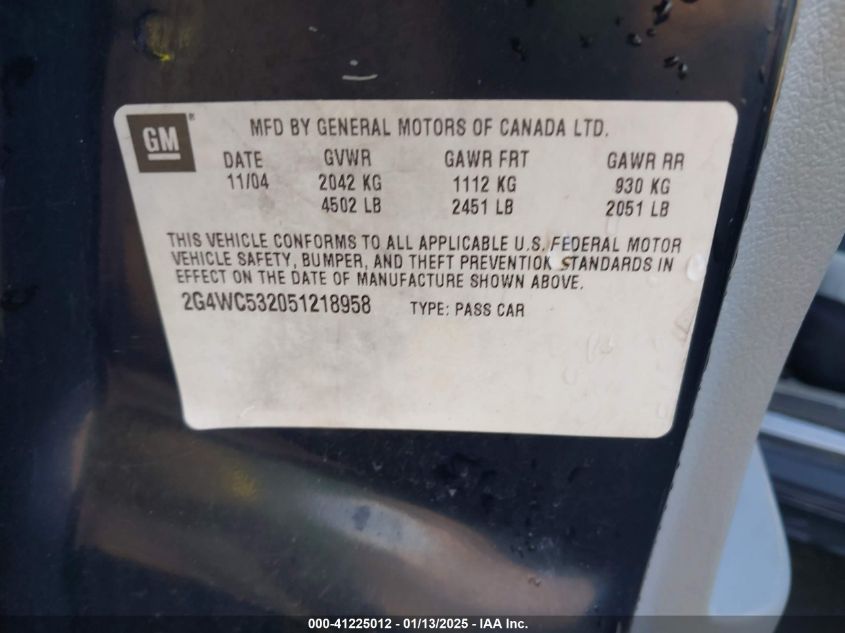 GM ® MFD BY GENERAL MOTORS OF CANADA LTD.
DATE GVWR GAWR FRT GAWR RR
11/04 2042 KG 1112 KG 930 KG
4502 LB 2451 LB 2051 LB
THIS VEHICLE CONFORMS TO ALL APPLICABLE U.S. FEDERAL MOTOR
VEHICLE SAFETY, BUMPER, AND THEFT PREVENTION STANDARDS IN
EFFECT ON THE DATE OF MANUFACTURE SHOWN ABOVE.
2G4WC532051218958 TYPE: PASS CAR
000-41225012 — 01/13/2025 - IAA Inc.